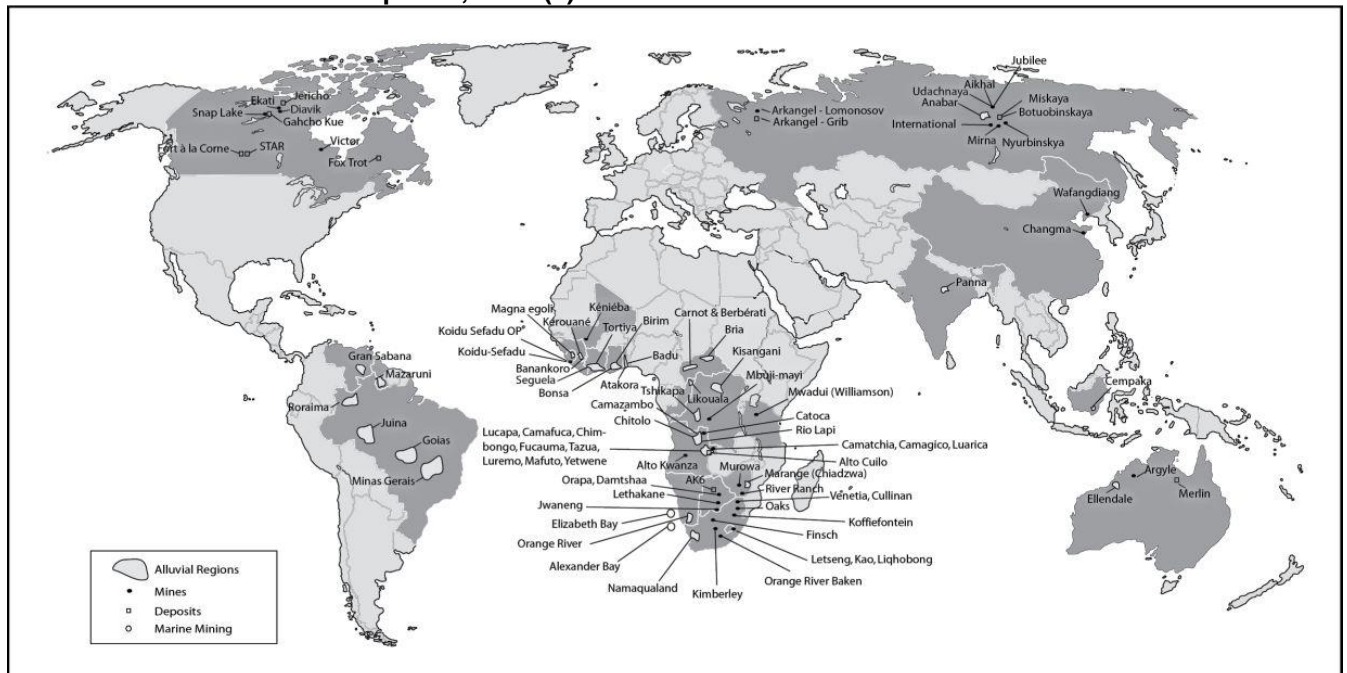 Jubilee
Aikhal
Udachnaya
Anabar
Miskaya
Botuobinskaya
International
Mirna
Nyurbinskya
Arkangel - Lomonosov
Arkangel - Grib
Ekati
Jericho
Diavik
Snap Lake
Gahcho Kue
Victor
Fort à la Corne
STAR
Fox Trot
Wafangdiang
Changma
Panna
Magna egoli
Kéniéba
Carnot & Berbérati
Kérouané
Birim
Koidu Sefadu OP
Tortiya
Bria
Koidu-Sefadu
Badu
Kisangani
Banankoro
Seguela
Mbuji-mayi
Bonsa
Atakora
Tshikapa
Likouala
Mwadui (Williamson)
Camazambo
Catoca
Chitolo
Rio Lapi
Lucapa, Camafuca, Chim-
bongo, Fucauma, Tazua,
Luremo, Mafuto, Yetwene
Camatchia, Camagico, Luarica
Alto Cuilo
Alto Kwanza
Murowa
Marange (Chiadzwa)
Orapa, Damtshaa
AK6
River Ranch
Lethakane
Venetia, Cullinan
Jwaneng
Oaks
Elizabeth Bay
Koffiefontein
Orange River
Finsch
Alexander Bay
Letseng, Kao, Liqhobong
Namaqualand
Orange River Baken
Kimberley
Gran Sabana
Mazaruni
Roraima
Juina
Goias
Minas Gerais
Cempaka
Argyle
Ellendale
Merlin
Alluvial Regions
Mines
Deposits
Marine Mining